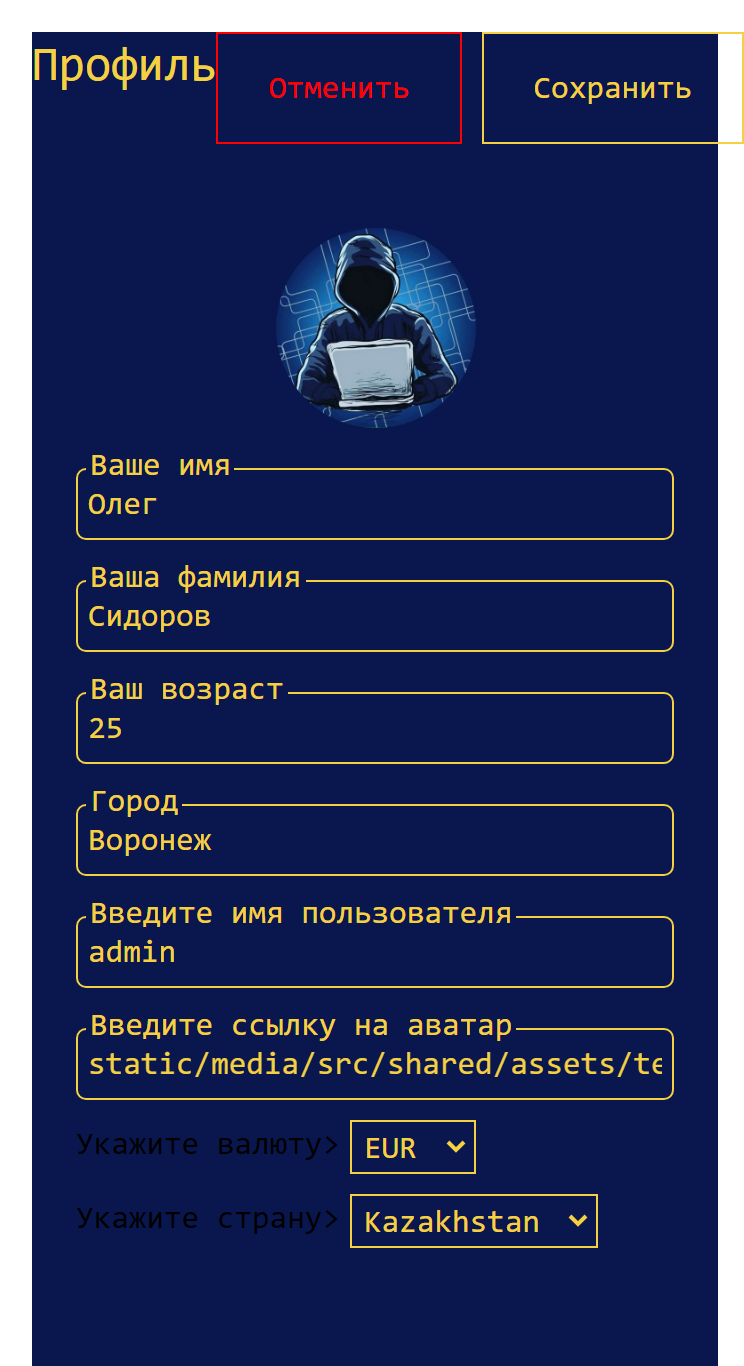 Профиль Отменить Сохранить
Ваше имя
Олег
Ваша фамилия
Сидоров
Ваш возраст
25
Город
Воронеж
Введите имя пользователя
admin
Введите ссылку на аватар
static/media/src/shared/assets/te
Укажите валюту> EUR
Укажите страну> Kazakhstan